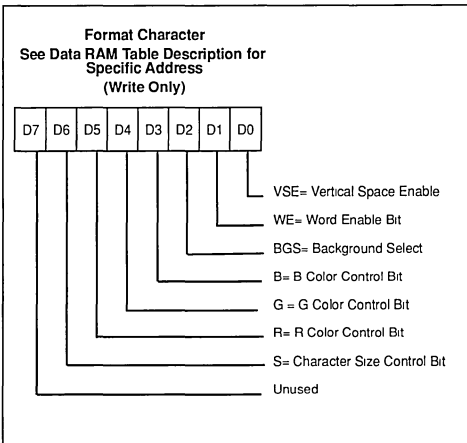 Format Character
See Data RAM Table Description for
Specific Address
(Write Only)
D7 D6 D5 D4 D3 D2 D1 D0
VSE= Vertical Space Enable
WE= Word Enable Bit
BGS= Background Select
B= B Color Control Bit
G = G Color Control Bit
R= R Color Control Bit
S= Character Size Control Bit
Unused